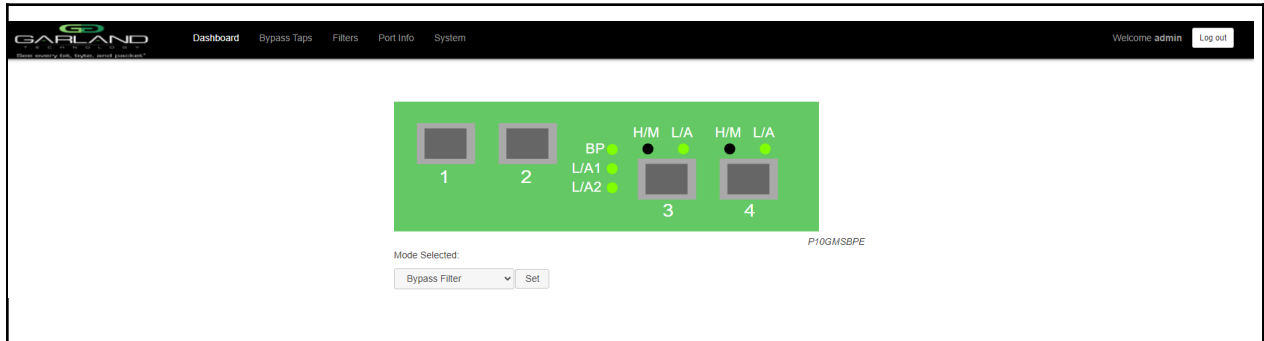 GARLAND
TECHNOLOGY
See every bit, byte, and packet®
Dashboard Bypass Taps Filters Port Info System
Welcome admin Log out
H/M L/A H/M L/A
BP
L/A1
L/A2
1 2
3 4
P10GMSBPE
Mode Selected:
Bypass Filter Set